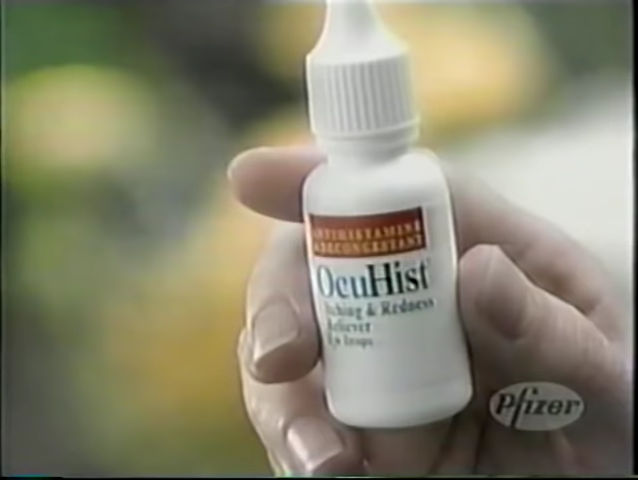 ANTIHISTAMINE
& DECONGESTANT
OcuHist
Itching & Redness
Reliever
Eye Drops
Pfizer